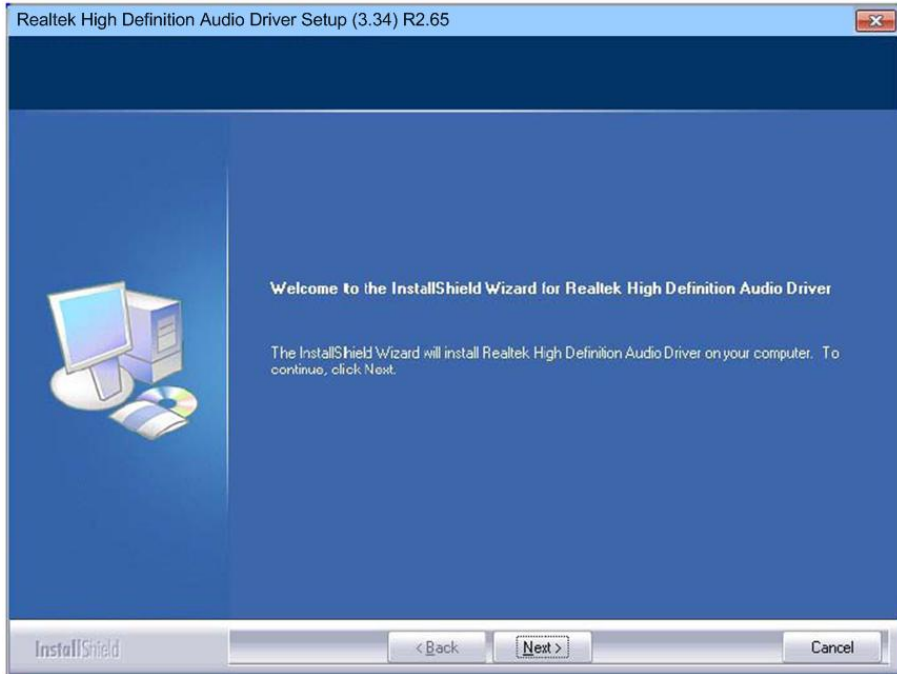 Realtek High Definition Audio Driver Setup (3.34) R2.65
Welcome to the InstallShield Wizard for Realtek High Definition Audio Driver
The InstallShield Wizard will install Realtek High Definition Audio Driver on your computer. To
continue, click Next.
InstallShield
< Back
Next >
Cancel